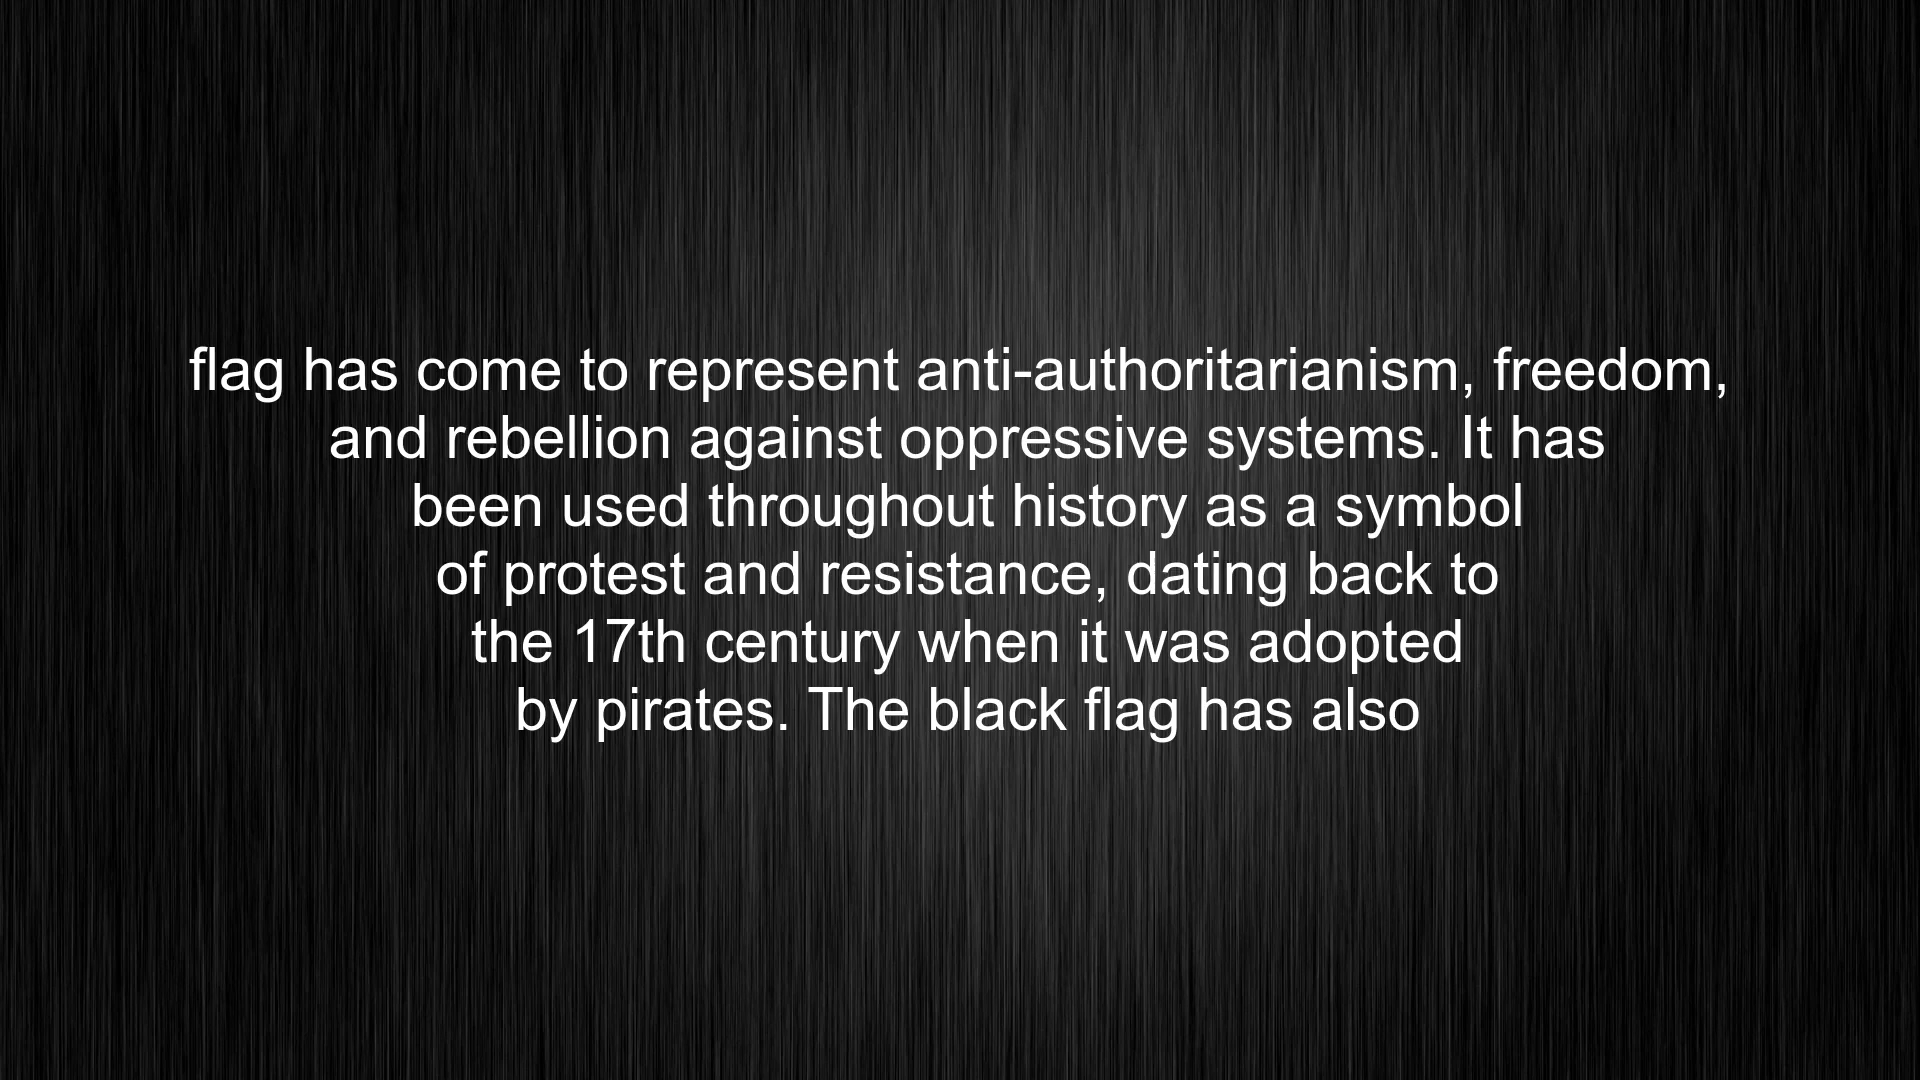 flag has come to represent anti-authoritarianism, freedom,
and rebellion against oppressive systems. It has
been used throughout history as a symbol
of protest and resistance, dating back to
the 17th century when it was adopted
by pirates. The black flag has also